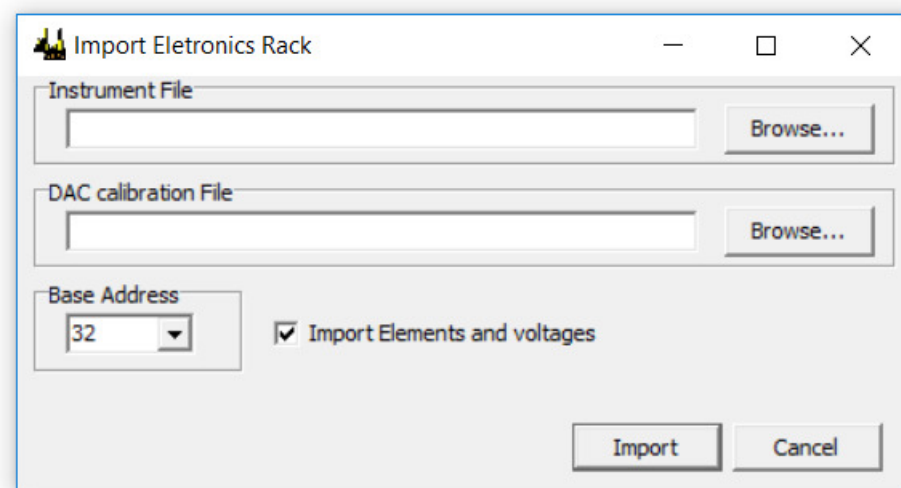 Import Eletronics Rack
Instrument File
Browse...
DAC calibration File
Browse...
Base Address
32
Import Elements and voltages
Import
Cancel